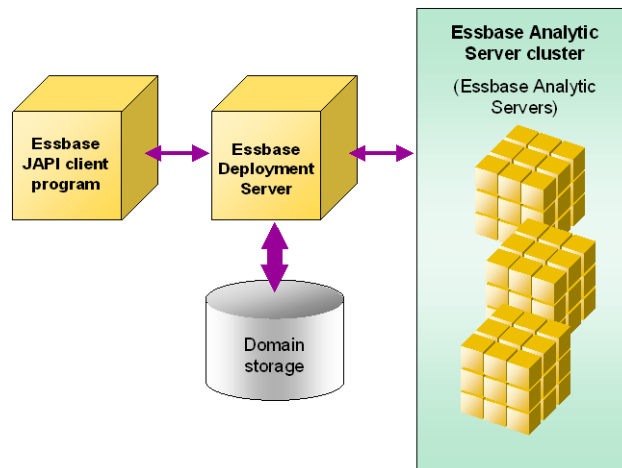 Essbase
JAPI client
program
Essbase
Deployment
Server
Domain
storage
Essbase Analytic
Server cluster
(Essbase Analytic
Servers)